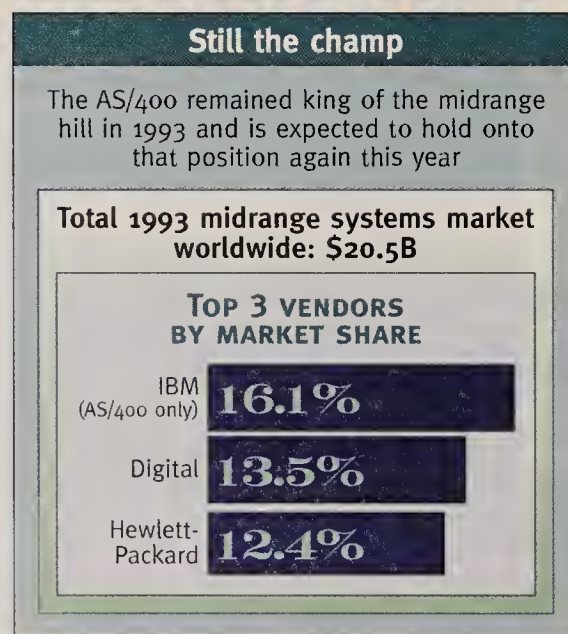 Still the champ
The AS/400 remained king of the midrange
hill in 1993 and is expected to hold onto
that position again this year
Total 1993 midrange systems market
worldwide: $20.5B
TOP 3 VENDORS
BY MARKET SHARE
IBM
(AS/400 only)
16.1%
Digital
13.5%
Hewlett-
Packard
12.4%